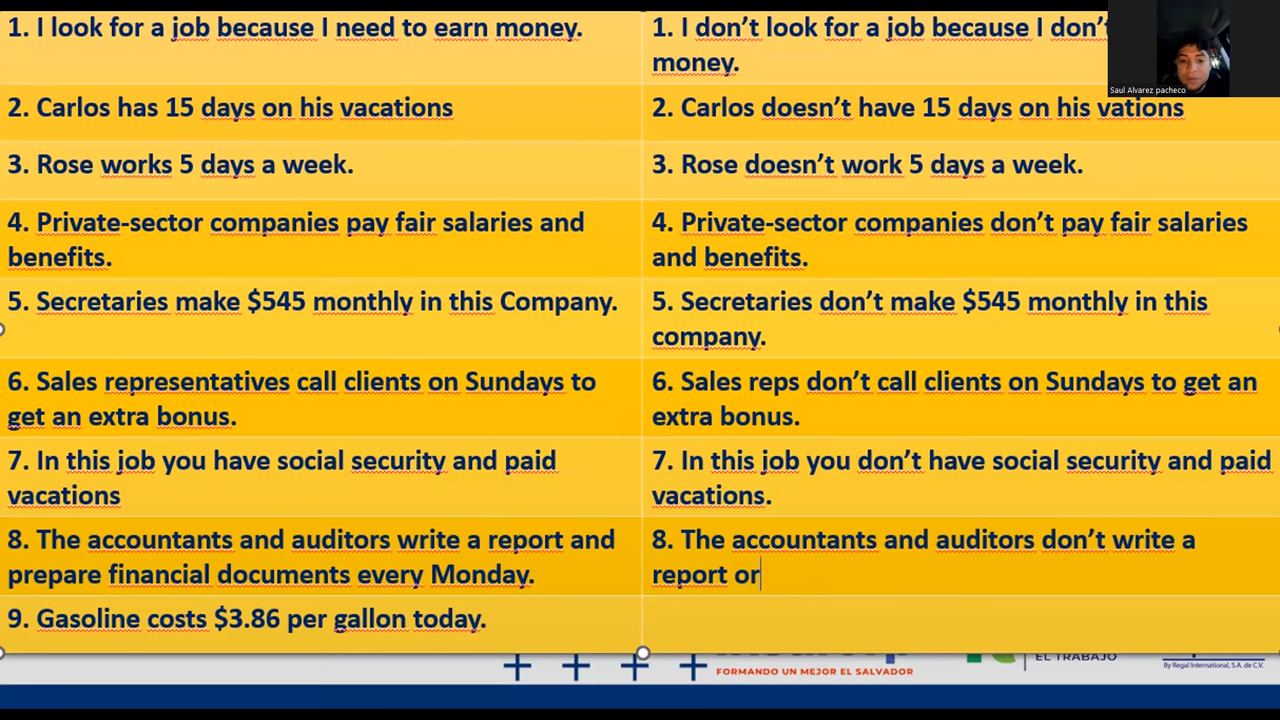 1. I look for a job because I need to earn money.
1. I don’t look for a job because I don’t
money.
Saul Alvarez pacheco
2. Carlos has 15 days on his vacations
2. Carlos doesn’t have 15 days on his vations
3. Rose works 5 days a week.
3. Rose doesn’t work 5 days a week.
4. Private-sector companies pay fair salaries and
benefits.
4. Private-sector companies don’t pay fair salaries
and benefits.
5. Secretaries make $545 monthly in this Company.
5. Secretaries don’t make $545 monthly in this
company.
6. Sales representatives call clients on Sundays to
get an extra bonus.
6. Sales reps don’t call clients on Sundays to get an
extra bonus.
7. In this job you have social security and paid
vacations
7. In this job you don’t have social security and paid
vacations.
8. The accountants and auditors write a report and
prepare financial documents every Monday.
8. The accountants and auditors don’t write a
report or
9. Gasoline costs $3.86 per gallon today.
FORMANDO UN MEJOR EL SALVADOR
EL TRABAJO
By Regal International, S.A. de C.V.